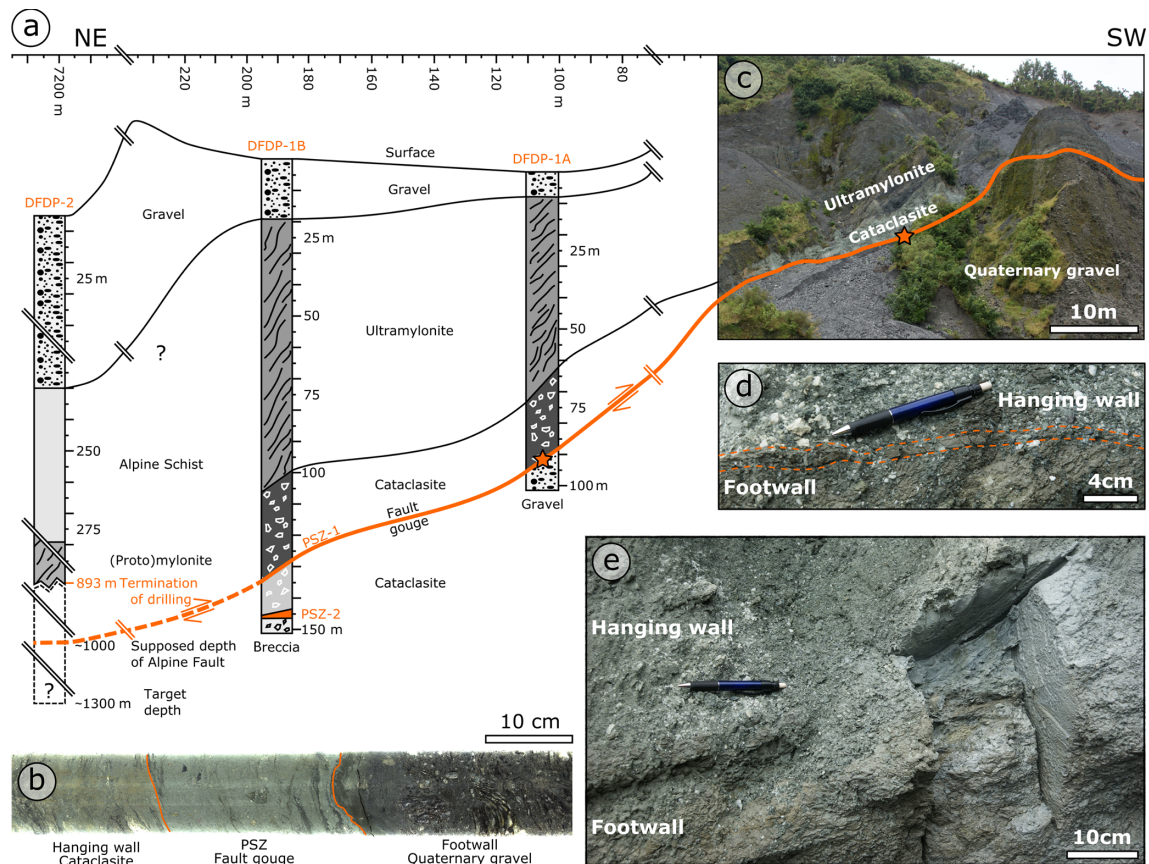 a
NE
SW
7200 m
220
200 m
180
160
140
120
100 m
80
DFDP-2
DFDP-1B
DFDP-1A
Surface
Gravel
Gravel
25 m
25 m
25 m
?
50
50
Ultramylonite
75
75
250
Alpine Schist
100
100 m
Cataclasite
Gravel
Fault
gouge
PSZ-1
275
(Proto)mylonite
893 m Termination
of drilling
Cataclasite
PSZ-2
150 m
Breccia
~1000
Supposed depth
of Alpine Fault
?
~1300 m
Target
depth
c
Ultramylonite
Cataclasite
Quaternary gravel
10m
d
Hanging wall
Footwall
4cm
e
Hanging wall
Footwall
10cm
10 cm
b
Hanging wall
Cataclasite
PSZ
Fault gouge
Footwall
Quaternary gravel